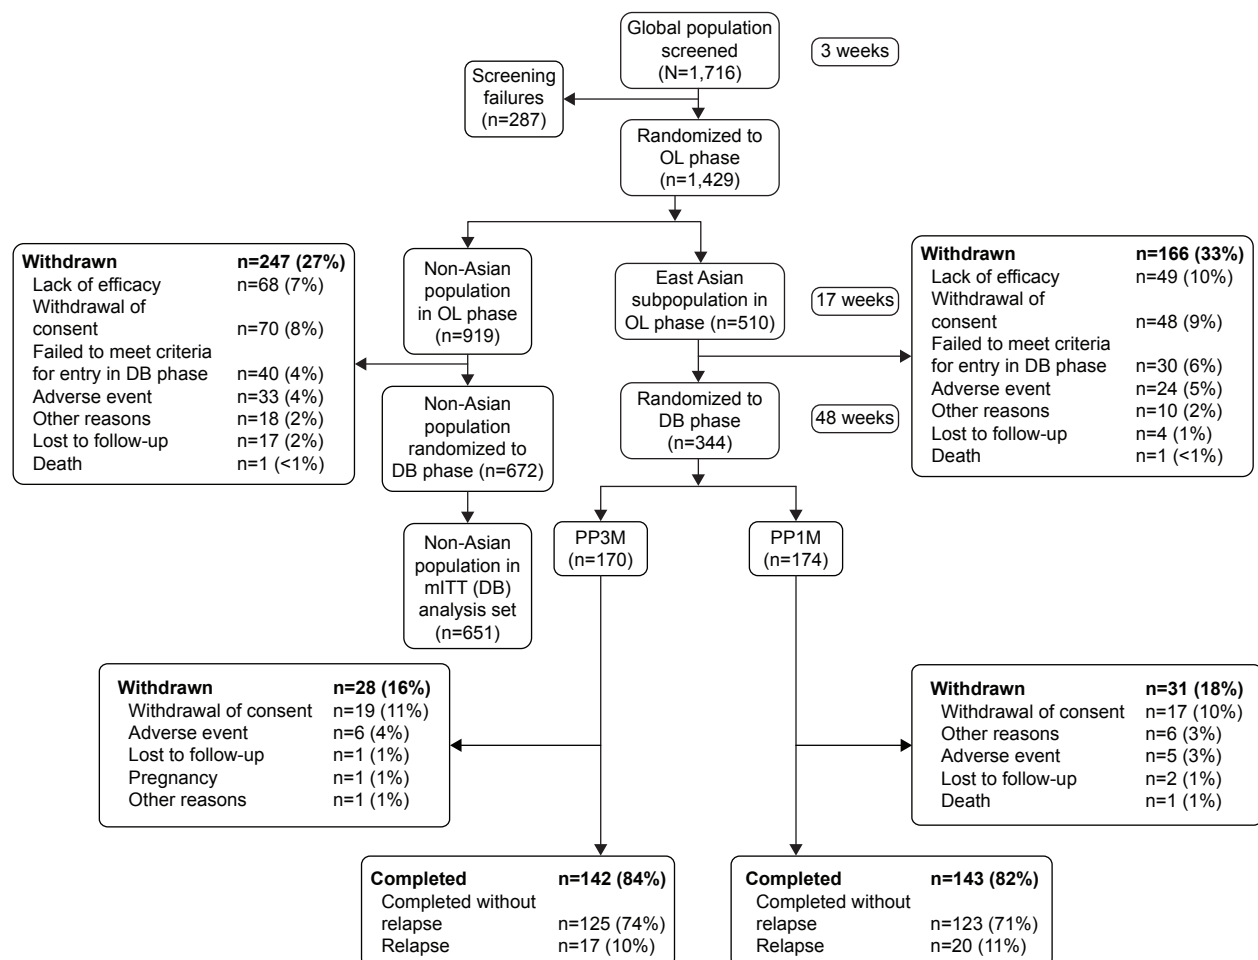 Global population
screened
(N=1,716)
3 weeks
Screening
failures
(n=287)
Randomized to
OL phase
(n=1,429)
Withdrawn n=247 (27%)
Lack of efficacy n=68 (7%)
Withdrawal of
consent n=70 (8%)
Failed to meet criteria
for entry in DB phase n=40 (4%)
Adverse event n=33 (4%)
Other reasons n=18 (2%)
Lost to follow-up n=17 (2%)
Death n=1 (<1%)
Non-Asian
population
in OL phase
(n=919)
East Asian
subpopulation in
OL phase (n=510)
17 weeks
Withdrawn n=166 (33%)
Lack of efficacy n=49 (10%)
Withdrawal of
consent n=48 (9%)
Failed to meet criteria
for entry in DB phase n=30 (6%)
Adverse event n=24 (5%)
Other reasons n=10 (2%)
Lost to follow-up n=4 (1%)
Death n=1 (<1%)
Non-Asian
population
randomized to
DB phase (n=672)
Randomized to
DB phase
(n=344)
48 weeks
Non-Asian
population in
mITT (DB)
analysis set
(n=651)
PP3M
(n=170)
PP1M
(n=174)
Withdrawn n=28 (16%)
Withdrawal of consent n=19 (11%)
Adverse event n=6 (4%)
Lost to follow-up n=1 (1%)
Pregnancy n=1 (1%)
Other reasons n=1 (1%)
Withdrawn n=31 (18%)
Withdrawal of consent n=17 (10%)
Other reasons n=6 (3%)
Adverse event n=5 (3%)
Lost to follow-up n=2 (1%)
Death n=1 (1%)
Completed n=142 (84%)
Completed without
relapse n=125 (74%)
Relapse n=17 (10%)
Completed n=143 (82%)
Completed without
relapse n=123 (71%)
Relapse n=20 (11%)